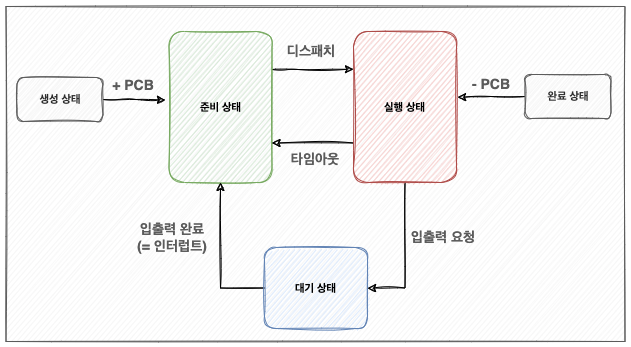 디스패치
생성 상태
+ PCB
준비 상태
실행 상태
- PCB
완료 상태
타임아웃
입출력 완료
(= 인터럽트)
입출력 요청
대기 상태